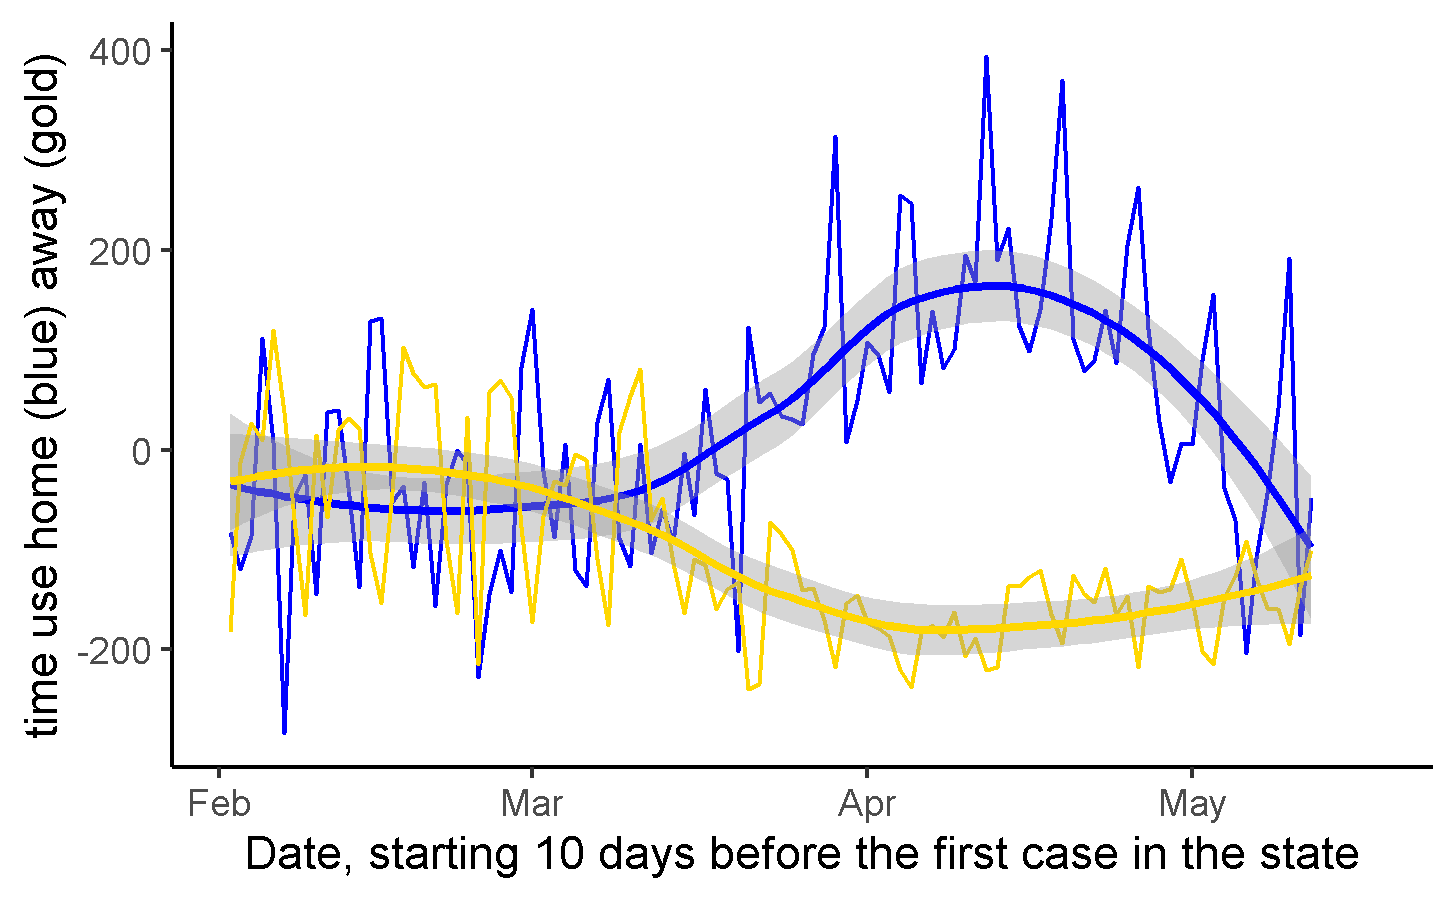 time use home (blue) away (gold)
400
200
0
-200
Feb Mar Apr May
Date, starting 10 days before the first case in the state